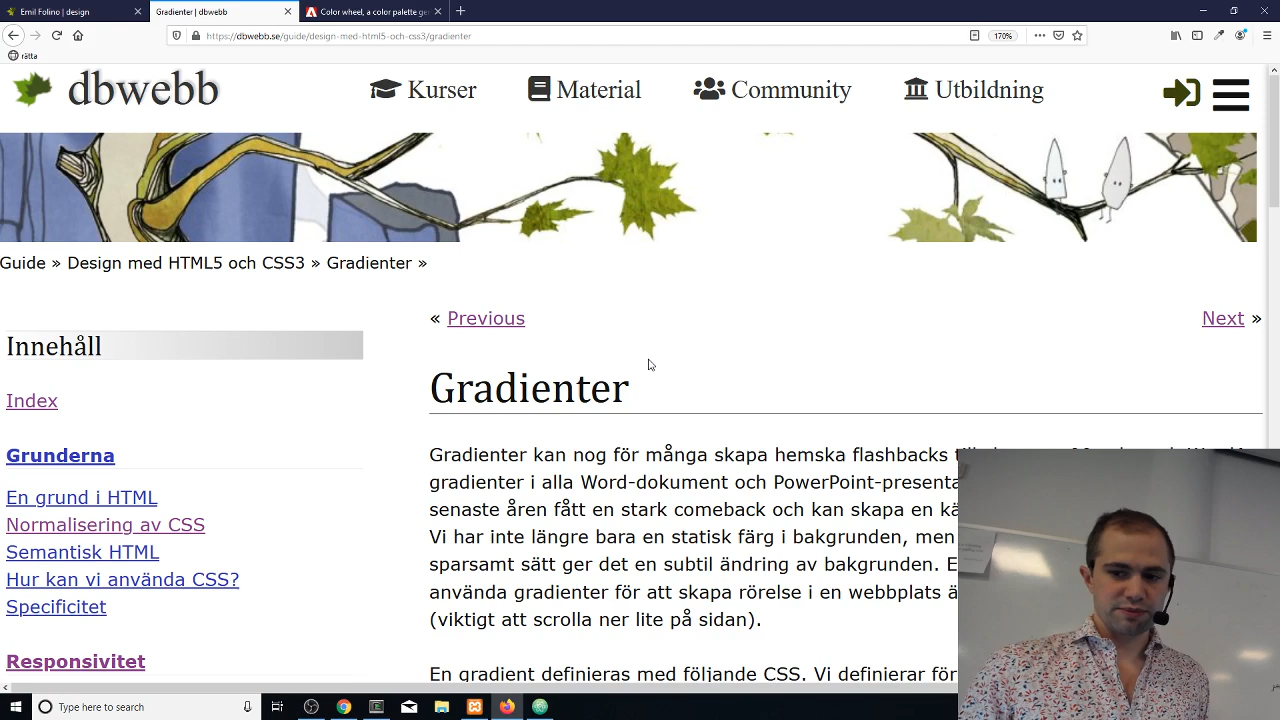 Emil Folino | design
Gradienter | dbwebb
Color wheel, a color palette ge
https://dbwebb.se/guide/design-med-html5-och-css3/gradienter
170%
rätta
dbwebb
Kurser
Material
Community
Utbildning
Guide » Design med HTML5 och CSS3 » Gradienter »
« Previous
Next »
Innehåll
Index
Grunderna
En grund i HTML
Normalisering av CSS
Semantisk HTML
Hur kan vi använda CSS?
Specificitet
Responsivitet
Gradienter
Gradienter kan nog för många skapa hemska flashbacks
gradienter i alla Word-dokument och PowerPoint-presenta
senaste åren fått en stark comeback och kan skapa en kä
Vi har inte längre bara en statisk färg i bakgrunden, men
sparsamt sätt ger det en subtil ändring av bakgrunden. E
använda gradienter för att skapa rörelse i en webbplats ä
(viktigt att scrolla ner lite på sidan).
En gradient definieras med följande CSS. Vi definierar för
Type here to search